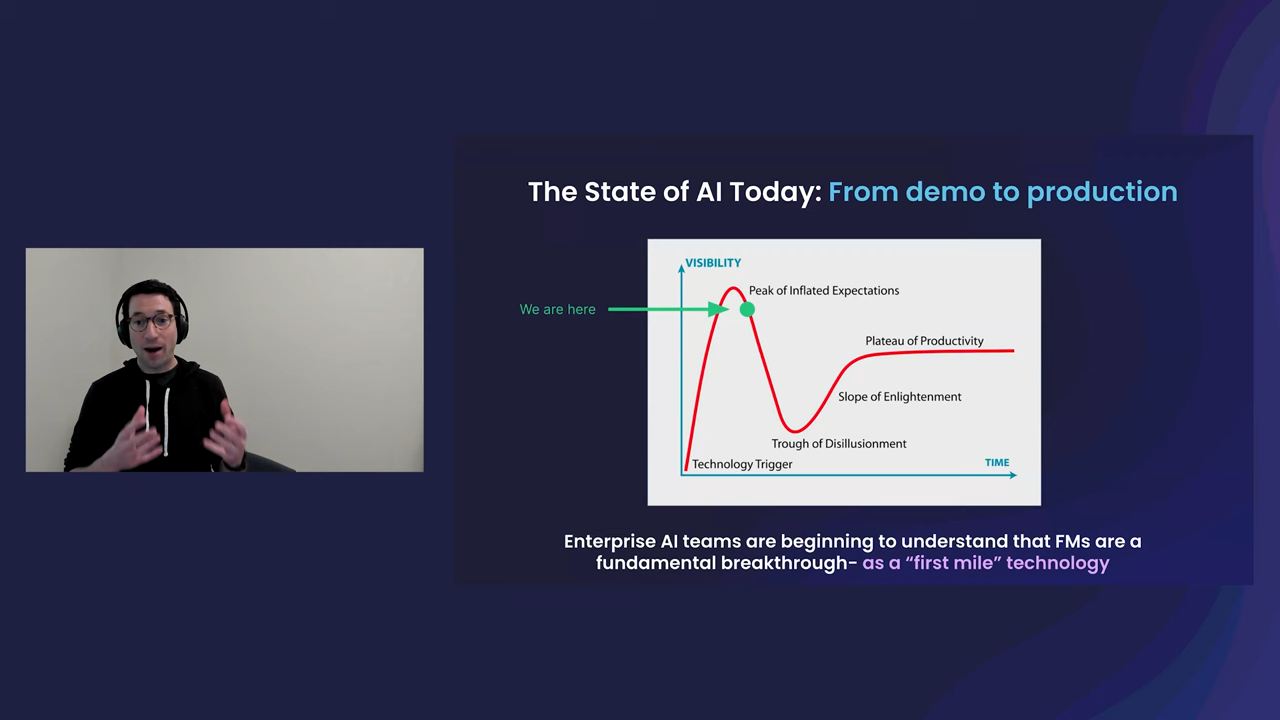 The State of AI Today: From demo to production
VISIBILITY
Peak of Inflated Expectations
We are here
Plateau of Productivity
Slope of Enlightenment
Trough of Disillusionment
Technology Trigger
TIME
Enterprise AI teams are beginning to understand that FMs are a
fundamental breakthrough- as a “first mile” technology